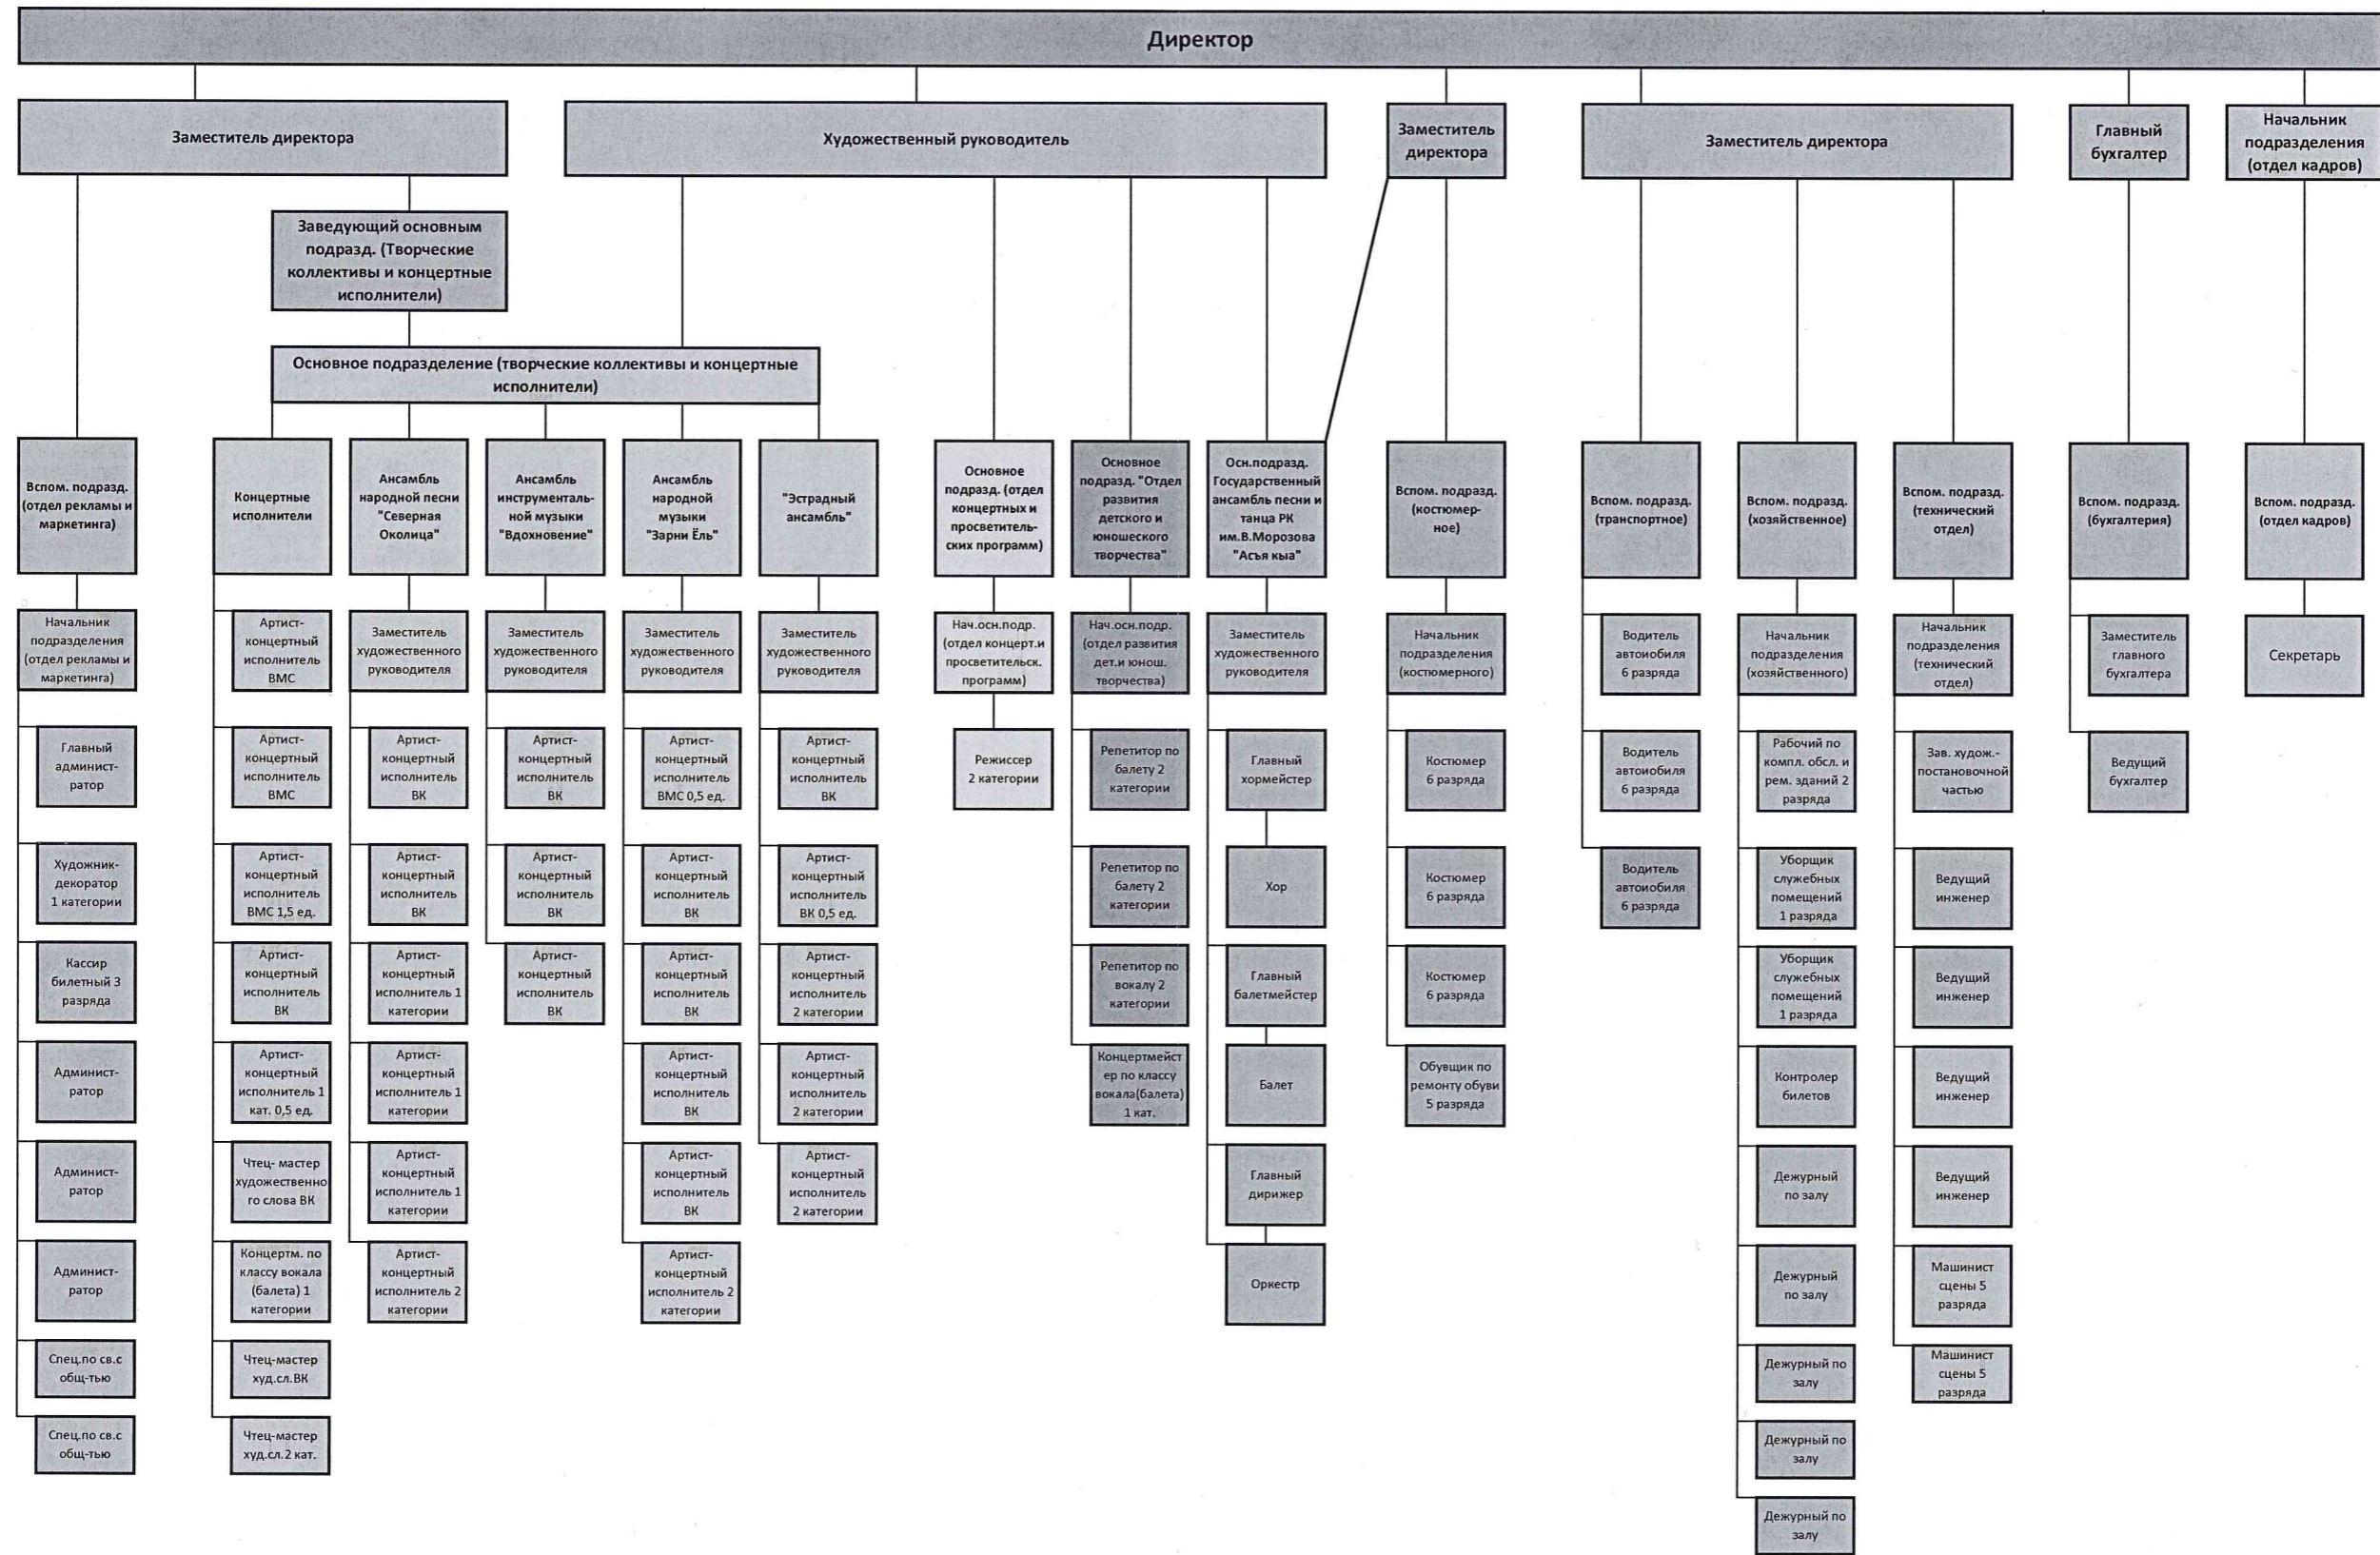 Директор
Заместитель директора
Художественный руководитель
Заместитель
директора
Заместитель директора
Главный
бухгалтер
Начальник
подразделения
(отдел кадров)
Заведующий основным
подразд. (Творческие
коллективы и концертные
исполнители)
Основное подразделение (творческие коллективы и концертные
исполнители)
Вспом. подразд.
(отдел рекламы и
маркетинга)
Концертные
исполнители
Ансамбль
народной песни
"Северная
Околица"
Ансамбль
инструменталь-
ной музыки
"Вдохновение"
Ансамбль
народной
музыки
"Зарни Ёль"
"Эстрадный
ансамбль"
Основное
подразд. (отдел
концертных и
просветитель-
ских программ)
Основное
подразд. "Отдел
развития
детского и
юношеского
творчества"
Осн.подразд.
Государственный
ансамбль песни и
танца РК
им.В.Морозова
"Асъя кыа"
Вспом. подразд.
(костюмер-
ное)
Вспом. подразд.
(транспортное)
Вспом. подразд.
(хозяйственное)
Вспом. подразд.
(технический
отдел)
Вспом. подразд.
(бухгалтерия)
Вспом. подразд.
(отдел кадров)
Начальник
подразделения
(отдел рекламы и
маркетинга)
Артист-
концертный
исполнитель
ВМС
Заместитель
художественного
руководителя
Заместитель
художественного
руководителя
Заместитель
художественного
руководителя
Заместитель
художественного
руководителя
Нач.осн.подр.
(отдел концерт.и
просветительск.
программ)
Нач.осн.подр.
(отдел развития
дет.и юнош.
творчества)
Заместитель
художественного
руководителя
Начальник
подразделения
(костюмерного)
Водитель
автоиобиля
6 разряда
Начальник
подразделения
(хозяйственного)
Начальник
подразделения
(технический
отдел)
Заместитель
главного
бухгалтера
Секретарь
Главный
админист-
ратор
Артист-
концертный
исполнитель
ВМС
Артист-
концертный
исполнитель
ВК
Артист-
концертный
исполнитель
ВК
Артист-
концертный
исполнитель
ВМС 0,5 ед.
Артист-
концертный
исполнитель
ВК
Режиссер
2 категории
Репетитор по
балету 2
категории
Главный
хормейстер
Костюмер
6 разряда
Водитель
автоиобиля
6 разряда
Рабочий по
компл. обсл. и
рем. зданий 2
разряда
Зав. худож.-
постановочной
частью
Ведущий
бухгалтер
Художник-
декоратор
1 категории
Артист-
концертный
исполнитель
ВМС 1,5 ед.
Артист-
концертный
исполнитель
ВК
Артист-
концертный
исполнитель
ВК
Артист-
концертный
исполнитель
ВК
Артист-
концертный
исполнитель
ВК 0,5 ед.
Репетитор по
балету 2
категории
Хор
Костюмер
6 разряда
Водитель
автоиобиля
6 разряда
Уборщик
служебных
помещений
1 разряда
Ведущий
инженер
Кассир
билетный 3
разряда
Артист-
концертный
исполнитель
ВК
Артист-
концертный
исполнитель 1
категории
Артист-
концертный
исполнитель
ВК
Артист-
концертный
исполнитель
ВК
Артист-
концертный
исполнитель
2 категории
Репетитор по
вокалу 2
категории
Главный
балетмейстер
Костюмер
6 разряда
Уборщик
служебных
помещений
1 разряда
Ведущий
инженер
Админист-
ратор
Артист-
концертный
исполнитель 1
кат. 0,5 ед.
Артист-
концертный
исполнитель 1
категории
Артист-
концертный
исполнитель
ВК
Артист-
концертный
исполнитель
2 категории
Концертмейст
ер по классу
вокала(балета)
1 кат.
Балет
Обувщик по
ремонту обуви
5 разряда
Контролер
билетов
Ведущий
инженер
Админист-
ратор
Чтец- мастер
художественно
го слова ВК
Артист-
концертный
исполнитель 1
категории
Артист-
концертный
исполнитель
ВК
Артист-
концертный
исполнитель
2 категории
Главный
дирижер
Дежурный
по залу
Ведущий
инженер
Админист-
ратор
Концертм. по
классу вокала
(балета) 1
категории
Артист-
концертный
исполнитель 2
категории
Артист-
концертный
исполнитель 2
категории
Оркестр
Дежурный
по залу
Машинист
сцены 5
разряда
Спец.по св.с
общ-тью
Чтец-мастер
худ.сл.ВК
Дежурный по
залу
Машинист
сцены 5
разряда
Спец.по св.с
общ-тью
Чтец-мастер
худ.сл.2 кат.
Дежурный по
залу
Дежурный по
залу